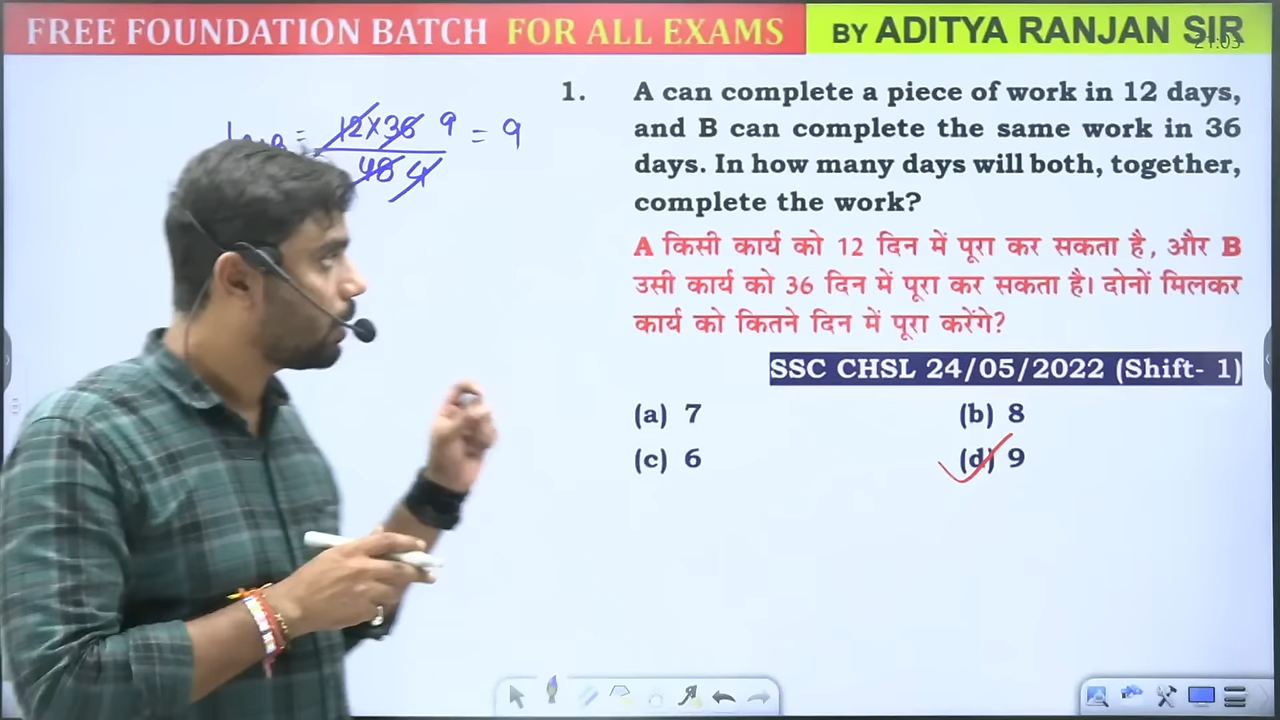 FREE FOUNDATION BATCH FOR ALL EXAMS
BY ADITYA RANJAN SIR
21:03
12×36 9 = 9
48 4
1. A can complete a piece of work in 12 days,
and B can complete the same work in 36
days. In how many days will both, together,
complete the work?
A किसी कार्य को 12 दिन में पूरा कर सकता है, और B
उसी कार्य को 36 दिन में पूरा कर सकता है। दोनों मिलकर
कार्य को कितने दिन में पूरा करेंगे?
SSC CHSL 24/05/2022 (Shift- 1)
(a) 7 (b) 8
(c) 6 (d) 9